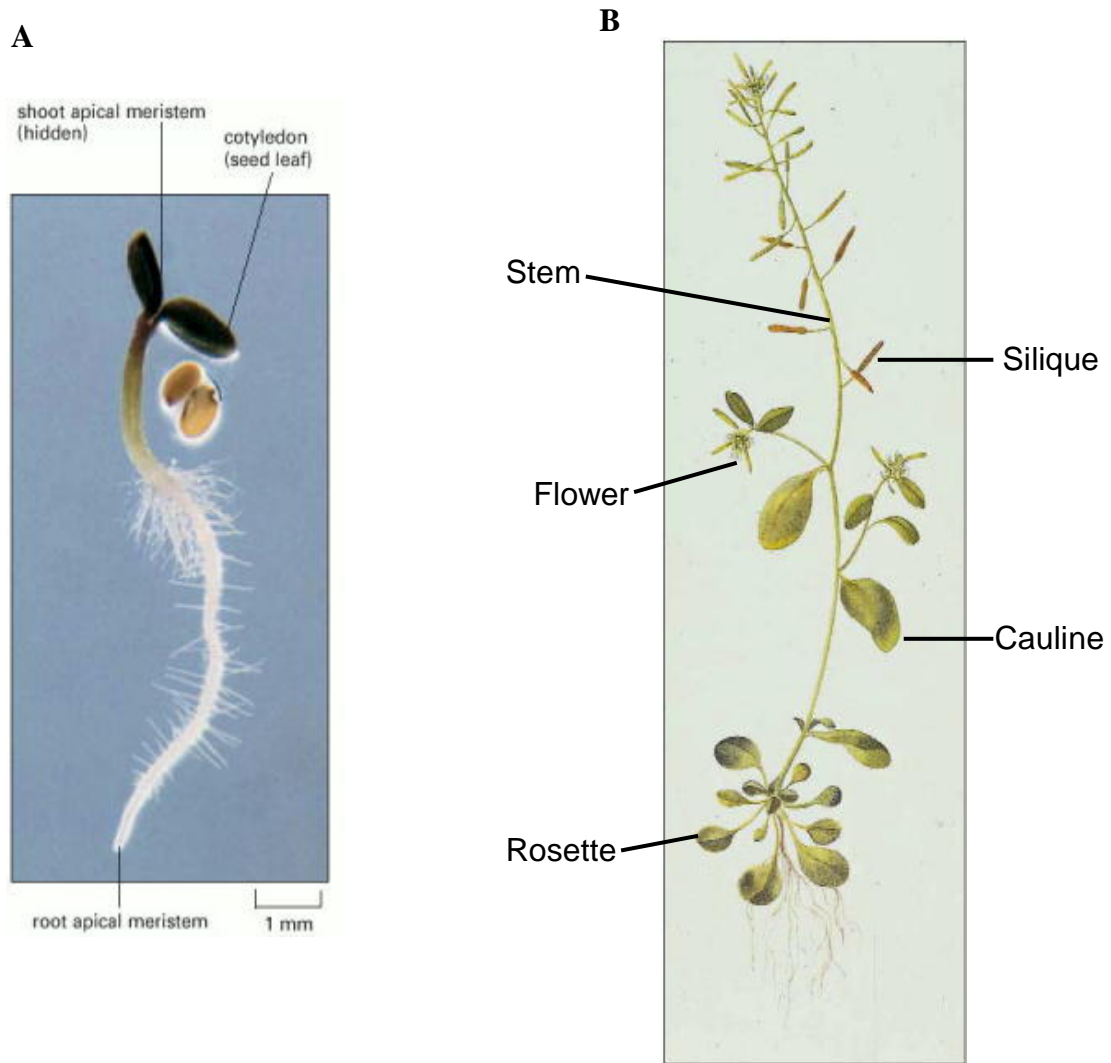 A
shoot apical meristem
(hidden)
cotyledon
(seed leaf)
root apical meristem
1 mm
B
Stem
Silique
Flower
Cauline
Rosette